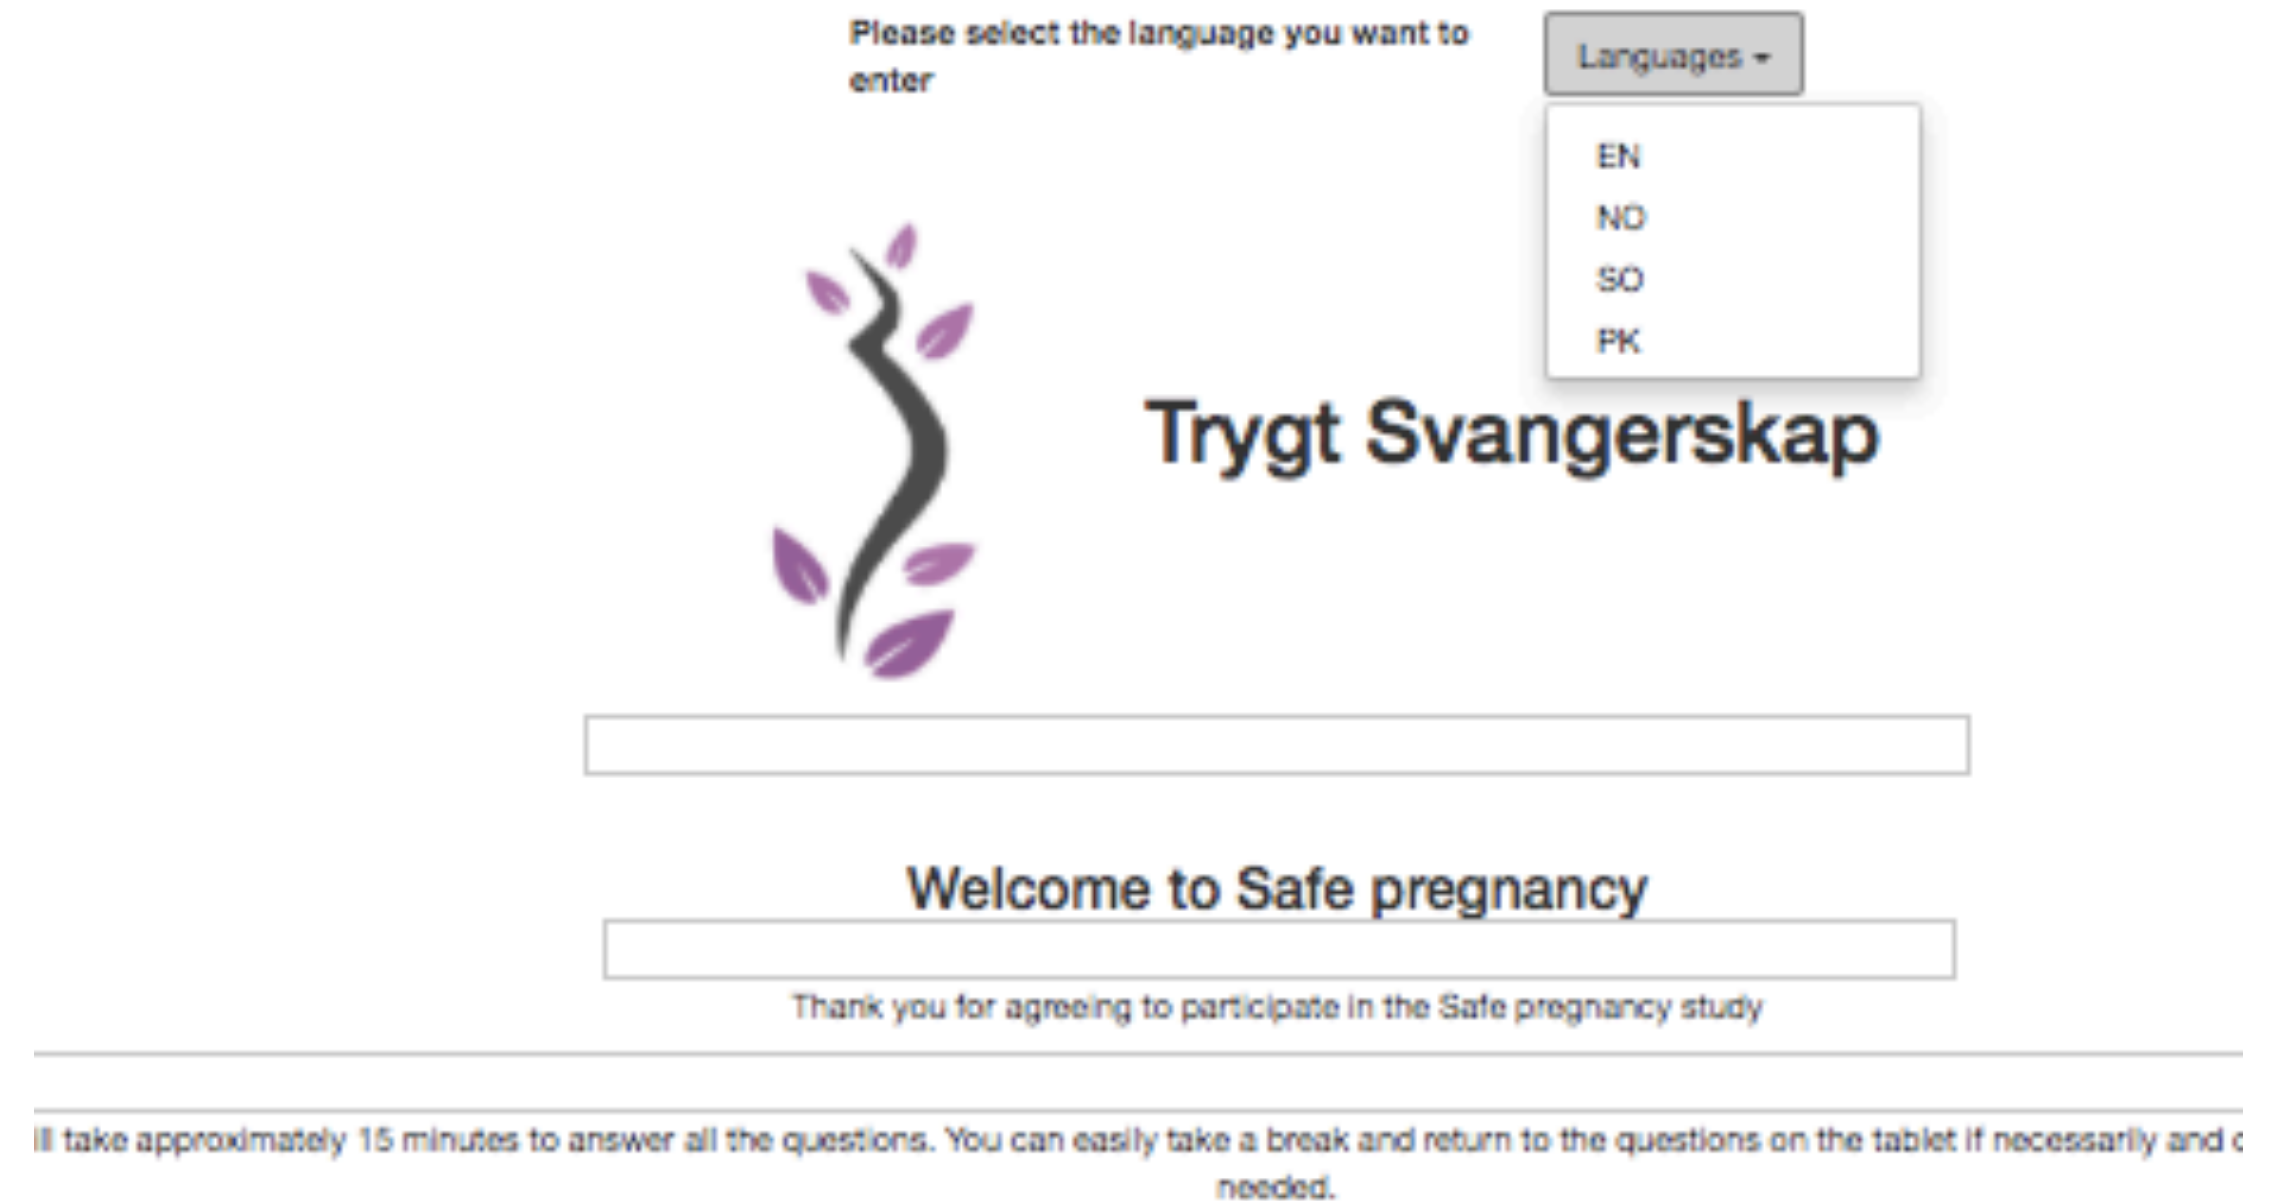 Please select the language you want to
enter
Languages
EN
NO
SO
PK
Trygt Svangerskap
Welcome to Safe pregnancy
Thank you for agreeing to participate in the Safe pregnancy study
take approximately 15 minutes to answer all the questions. You can easily take a break and return to the questions on the tablet if necessarily and
needed.